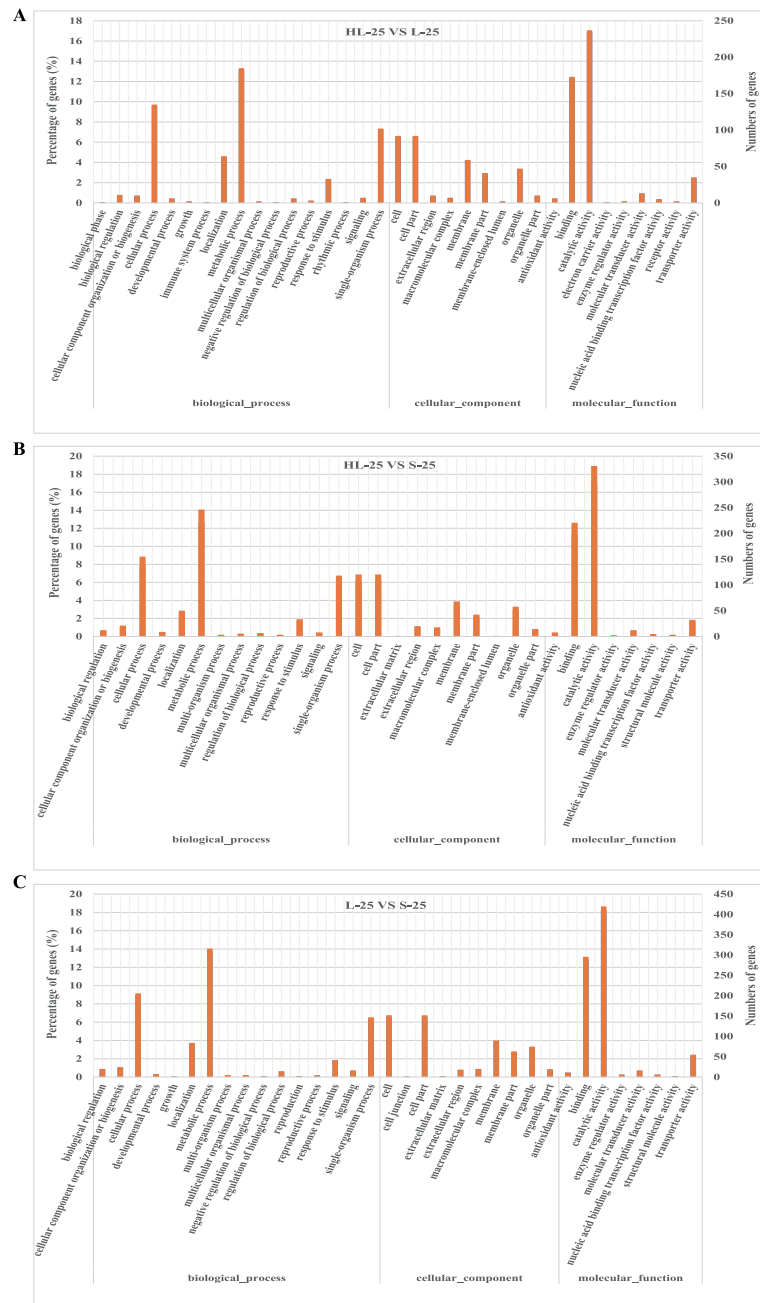 A
HL-25 VS L-25
Percentage of genes (%)
18
16
14
12
10
8
6
4
2
0
250
200
150
100
50
0
Numbers of genes
biological phase
biological regulation
cellular component organization or biogenesis
cellular process
developmental process
growth
immune system process
localization
metabolic process
multicellular organismal process
negative regulation of biological process
regulation of biological process
reproductive process
response to stimulus
rhythmic process
signaling
single-organism process
cell
cell part
extracellular region
macromolecular complex
membrane
membrane part
membrane-enclosed lumen
organelle
organelle part
antioxidant activity
binding
catalytic activity
electron carrier activity
enzyme regulator activity
molecular transducer activity
nucleic acid binding transcription factor activity
receptor activity
transporter activity
biological_process
cellular_component
molecular_function
B
HL-25 VS S-25
Percentage of genes (%)
20
18
16
14
12
10
8
6
4
2
0
350
300
250
200
150
100
50
0
Numbers of genes
biological regulation
cellular component organization or biogenesis
cellular process
developmental process
localization
metabolic process
multi-organism process
multicellular organismal process
regulation of biological process
reproductive process
response to stimulus
signaling
single-organism process
cell
cell part
extracellular matrix
extracellular region
macromolecular complex
membrane
membrane part
membrane-enclosed lumen
organelle
organelle part
antioxidant activity
binding
catalytic activity
enzyme regulator activity
molecular transducer activity
nucleic acid binding transcription factor activity
structural molecule activity
transporter activity
biological_process
cellular_component
molecular_function
C
L-25 VS S-25
Percentage of genes (%)
20
18
16
14
12
10
8
6
4
2
0
450
400
350
300
250
200
150
100
50
0
Numbers of genes
biological regulation
cellular component organization or biogenesis
cellular process
developmental process
growth
localization
metabolic process
multi-organism process
multicellular organismal process
negative regulation of biological process
regulation of biological process
reproduction
reproductive process
response to stimulus
signaling
single-organism process
cell
cell junction
cell part
extracellular matrix
extracellular region
macromolecular complex
membrane
membrane part
organelle
organelle part
antioxidant activity
binding
catalytic activity
enzyme regulator activity
molecular transducer activity
nucleic acid binding transcription factor activity
structural molecule activity
transporter activity
biological_process
cellular_component
molecular_function